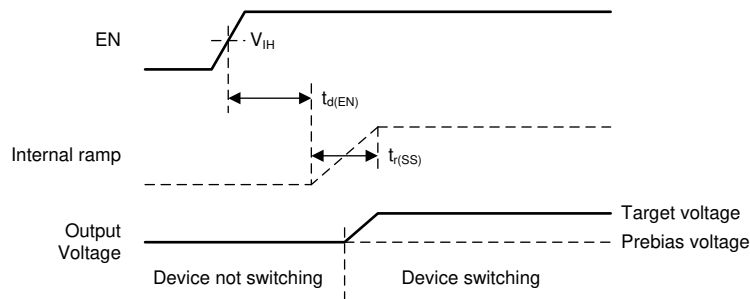 EN
V_IH
t_d(EN)
Internal ramp
t_r(SS)
Output
Voltage
Target voltage
Prebias voltage
Device not switching
Device switching